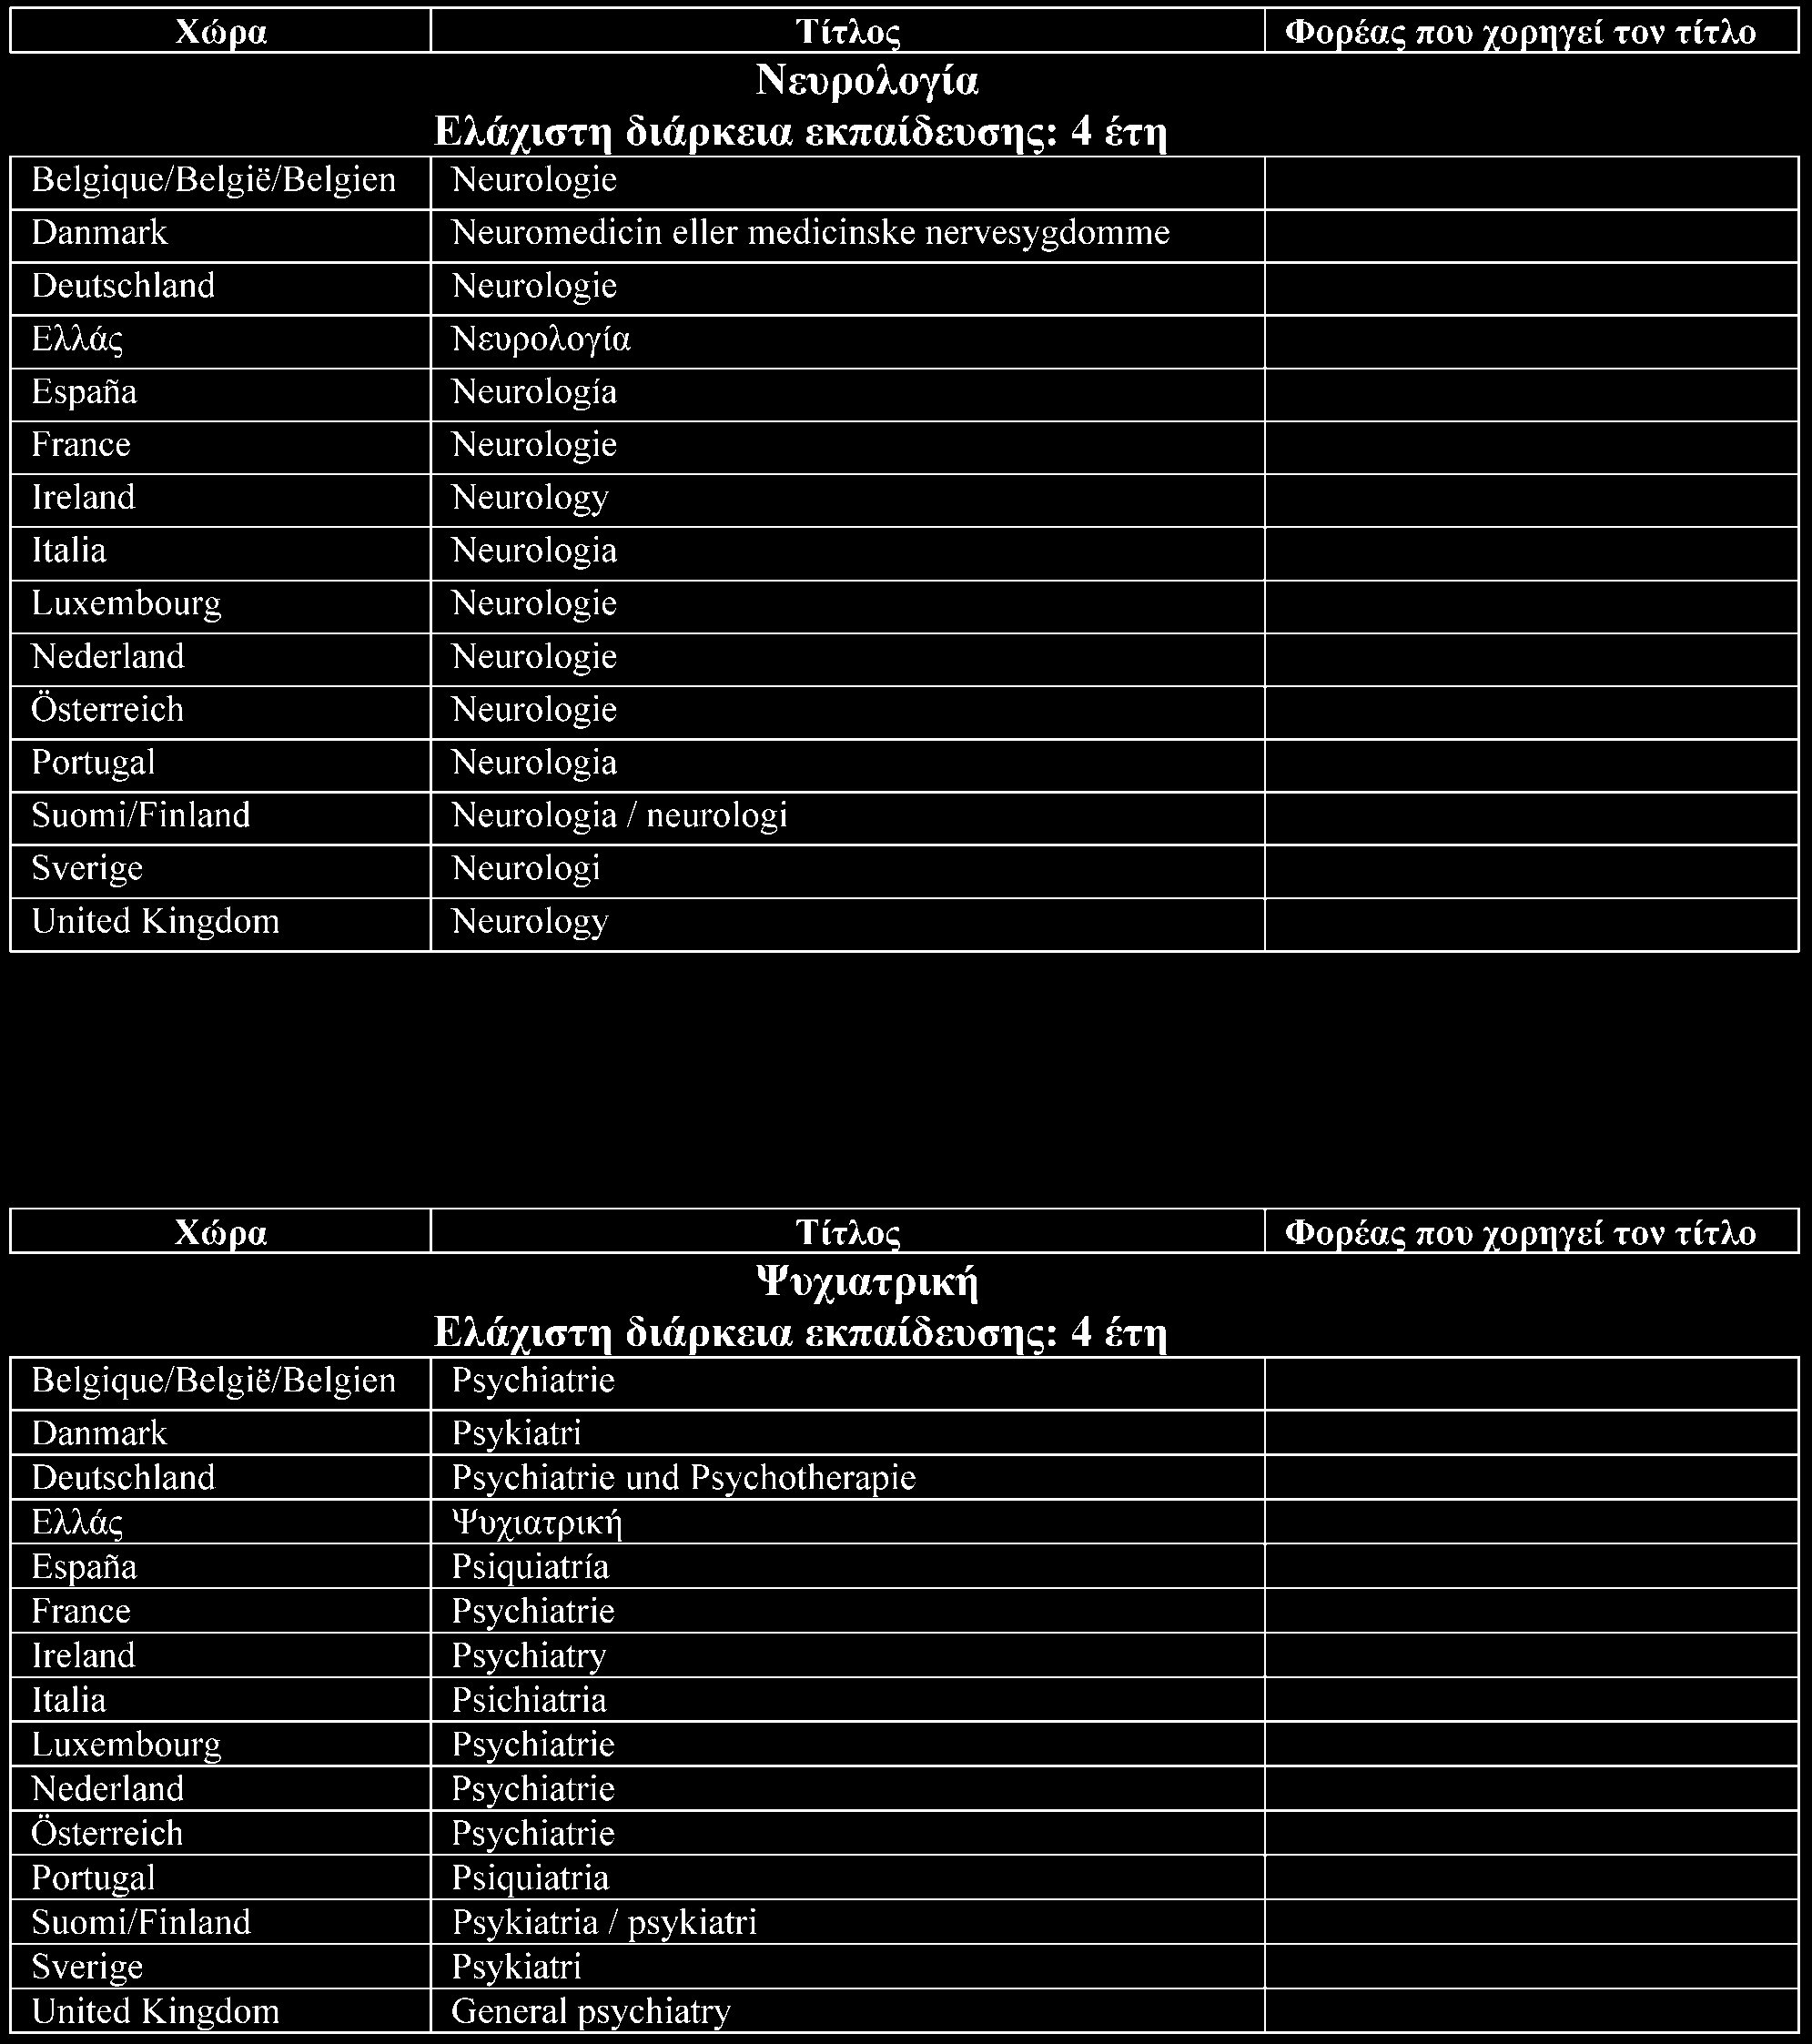 Χώρα Τίτλος Φορέας που χορηγεί τον τίτλο
Νευρολογία
Ελάχιστη διάρκεια εκπαίδευσης: 4 έτη
Belgique/België/Belgien Neurologie
Danmark Neuromedicin eller medicinske nervesygdomme
Deutschland Neurologie
Ελλάς Νευρολογία
España Neurología
France Neurologie
Ireland Neurology
Italia Neurologia
Luxembourg Neurologie
Nederland Neurologie
Österreich Neurologie
Portugal Neurologia
Suomi/Finland Neurologia / neurologi
Sverige Neurologi
United Kingdom Neurology
Χώρα Τίτλος Φορέας που χορηγεί τον τίτλο
Ψυχιατρική
Ελάχιστη διάρκεια εκπαίδευσης: 4 έτη
Belgique/België/Belgien Psychiatrie
Danmark Psykiatri
Deutschland Psychiatrie und Psychotherapie
Ελλάς Ψυχιατρική
España Psiquiatría
France Psychiatrie
Ireland Psychiatry
Italia Psichiatria
Luxembourg Psychiatrie
Nederland Psychiatrie
Österreich Psychiatrie
Portugal Psiquiatria
Suomi/Finland Psykiatria / psykiatri
Sverige Psykiatri
United Kingdom General psychiatry